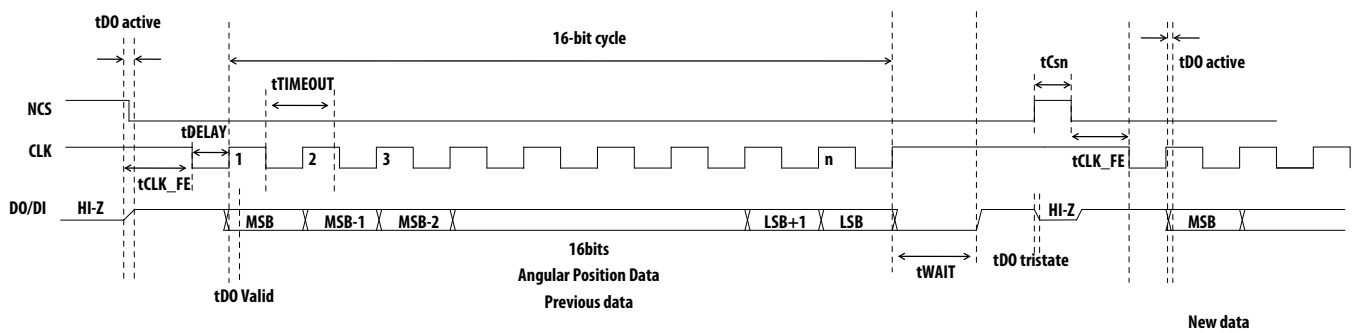 tDO active
16-bit cycle
tCsn
tDO active
tTIMEOUT
NCS
tDELAY
CLK
1
2
3
n
tCLK_FE
tCLK_FE
DO/DI
HI-Z
MSB
MSB-1
MSB-2
LSB+1
LSB
HI-Z
MSB
16bits
tWAIT
tDO tristate
Angular Position Data
tDO Valid
Previous data
New data